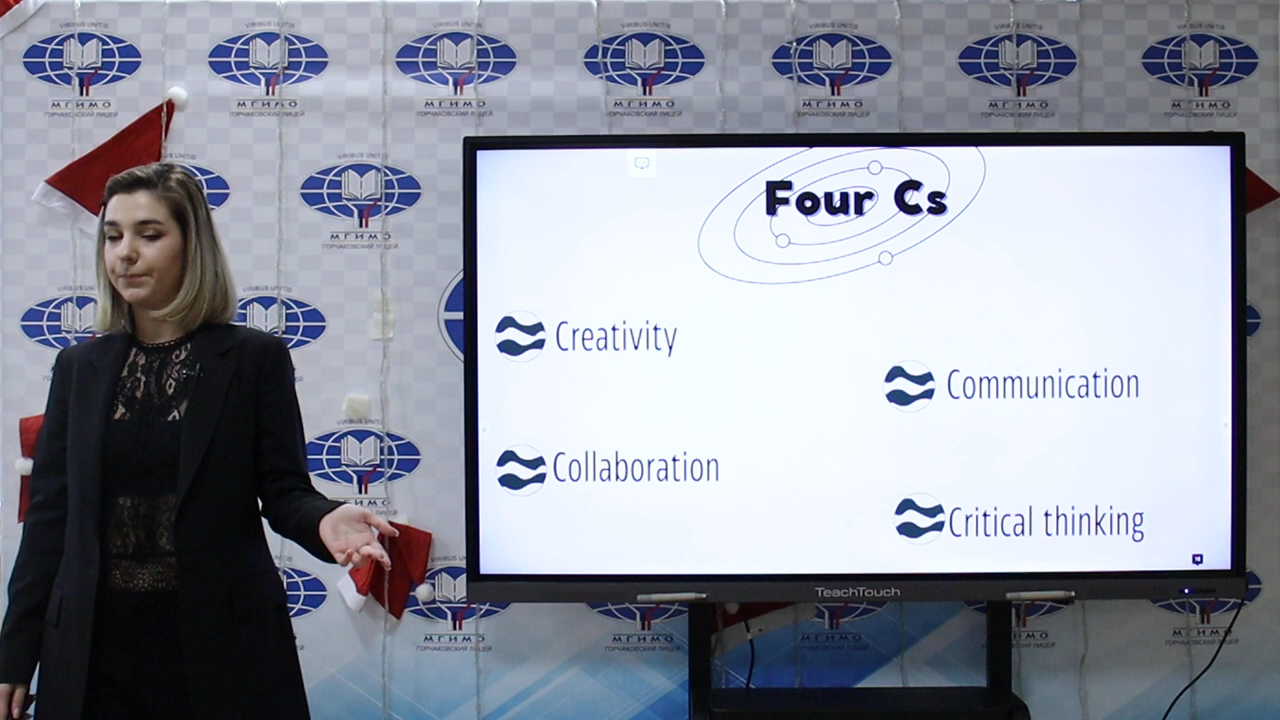 VIRIBUS UNITIS
МГИМО
ГОРЧАКОВСКИЙ ЛИЦЕЙ
Four Cs
Creativity
Communication
Collaboration
Critical thinking
TeachTouch